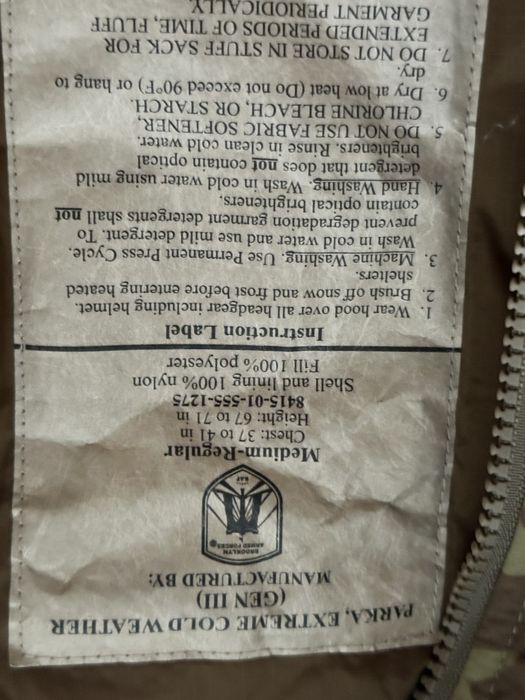 PARKA, EXTREME COLD WEATHER
(GEN III)
MANUFACTURED BY:
BROOKLYN
ARMED FORCES®
BAF
Medium-Regular
Chest: 37 to 41 in
Height: 67 to 71 in
8415-01-555-1275
Shell and lining 100% nylon
Fill 100% polyester
Instruction Label
1. Wear hood over all headgear including helmet.
2. Brush off snow and frost before entering heated
shelters.
3. Machine Washing. Use Permanent Press Cycle.
Wash in cold water and use mild detergent. To
prevent degradation garment detergents shall not
contain optical brighteners.
4. Hand Washing. Wash in cold water using mild
detergent that does not contain optical
brighteners. Rinse in clean cold water.
5. DO NOT USE FABRIC SOFTENER,
CHLORINE BLEACH, OR STARCH.
6. Dry at low heat (Do not exceed 90°F) or hang to
dry.
7. DO NOT STORE IN STUFF SACK FOR
EXTENDED PERIODS OF TIME, FLUFF
GARMENT PERIODICALLY.